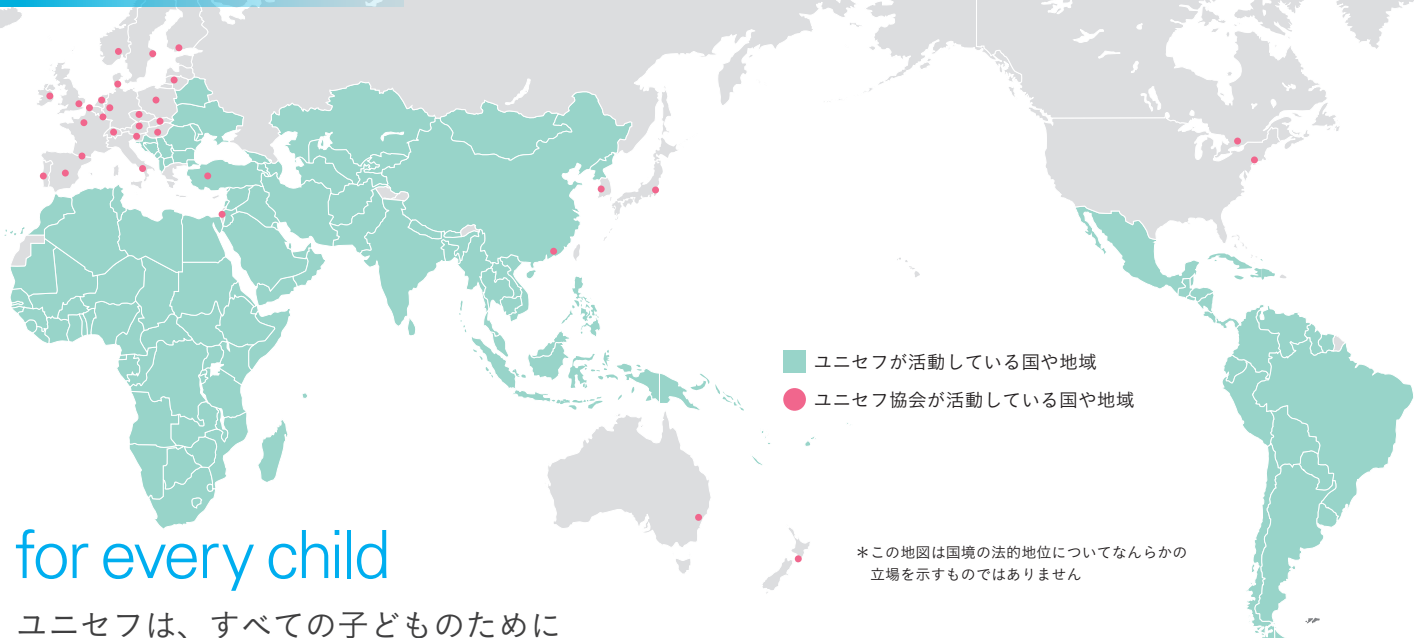 ユニセフが活動している国や地域
ユニセフ協会が活動している国や地域
＊この地図は国境の法的地位についてなんらかの
立場を示すものではありません
for every child
ユニセフは、すべての子どものために